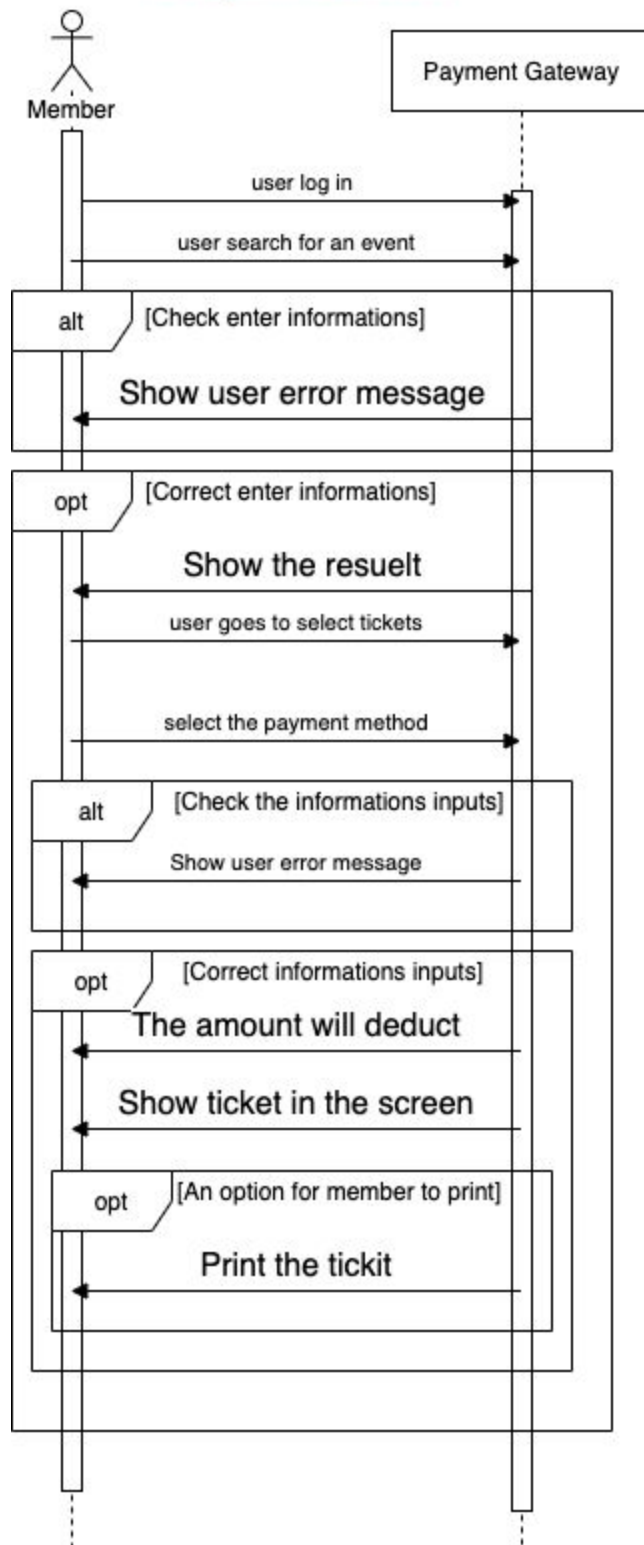 Member
Payment Gateway
user log in
user search for an event
alt
[Check enter informations]
Show user error message
opt
[Correct enter informations]
Show the resuelt
user goes to select tickets
select the payment method
alt
[Check the informations inputs]
Show user error message
opt
[Correct informations inputs]
The amount will deduct
Show ticket in the screen
opt
[An option for member to print]
Print the tickit